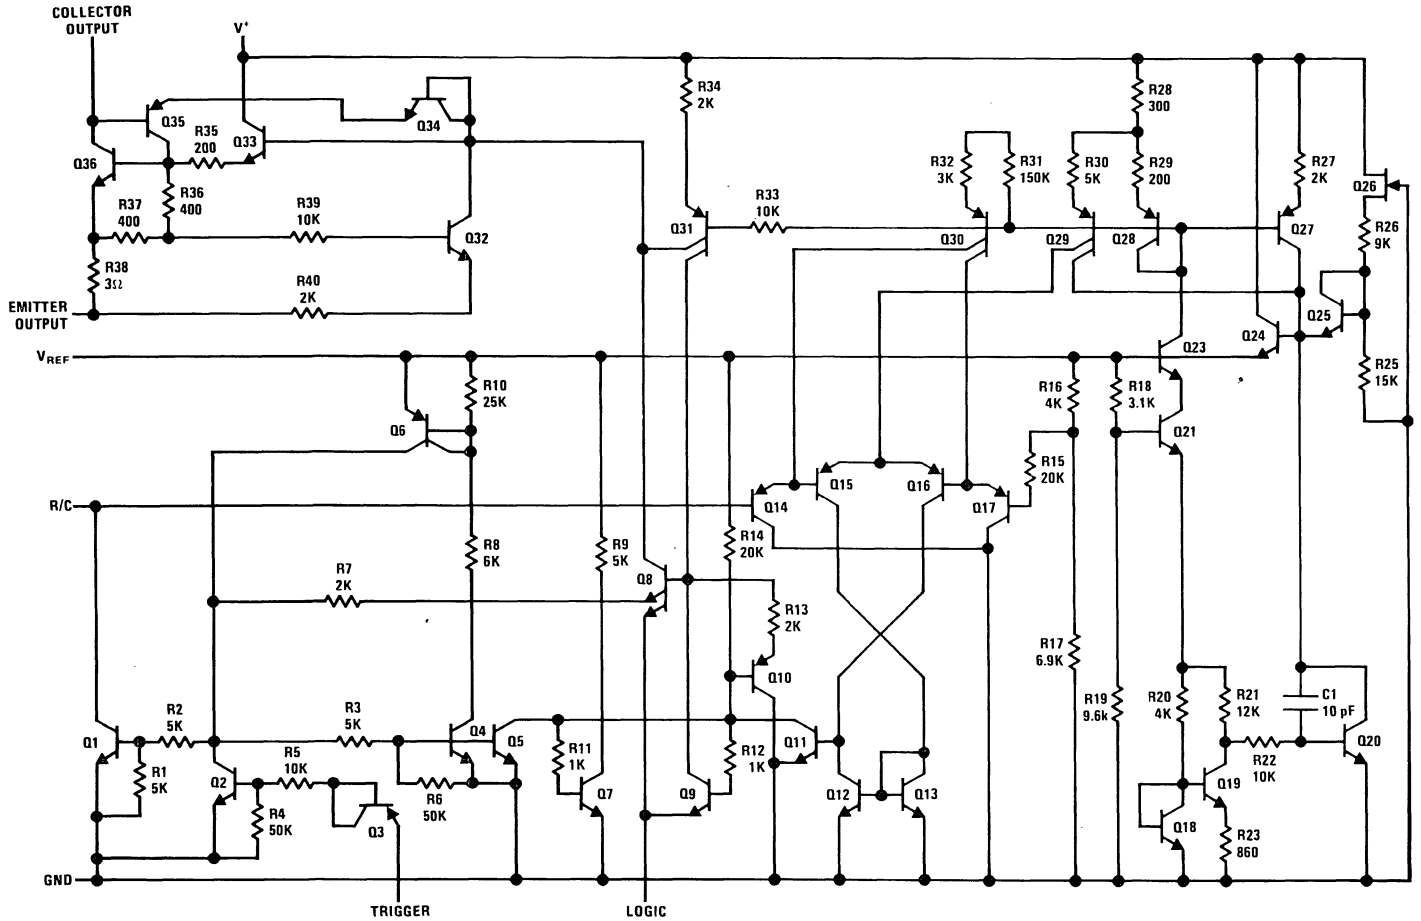 COLLECTOR
OUTPUT
V+
R34
2K
R28
300
Q35
Q34
R35
200
Q33
Q36
R36
400
R37
400
R39
10K
Q32
R38
3Ω
R40
2K
EMITTER
OUTPUT
R33
10K
Q31
R32
3K
R31
150K
R30
5K
R29
200
Q30
Q29
Q28
R27
2K
Q27
Q26
R26
9K
Q25
Q24
R25
15K
VREF
Q6
R10
25K
R16
4K
R18
3.1K
Q23
Q21
R15
20K
Q15
Q16
Q14
Q17
R/C
R14
20K
R8
6K
R9
5K
R7
2K
Q8
R13
2K
Q10
R17
6.9K
R19
9.6k
R20
4K
R21
12K
C1
10 pF
R22
10K
Q20
Q1
R2
5K
R3
5K
Q4
Q5
R1
5K
Q2
R5
10K
R4
50K
Q3
R6
50K
R11
1K
Q7
Q9
R12
1K
Q11
Q12
Q13
Q19
Q18
R23
860
GND
TRIGGER
LOGIC